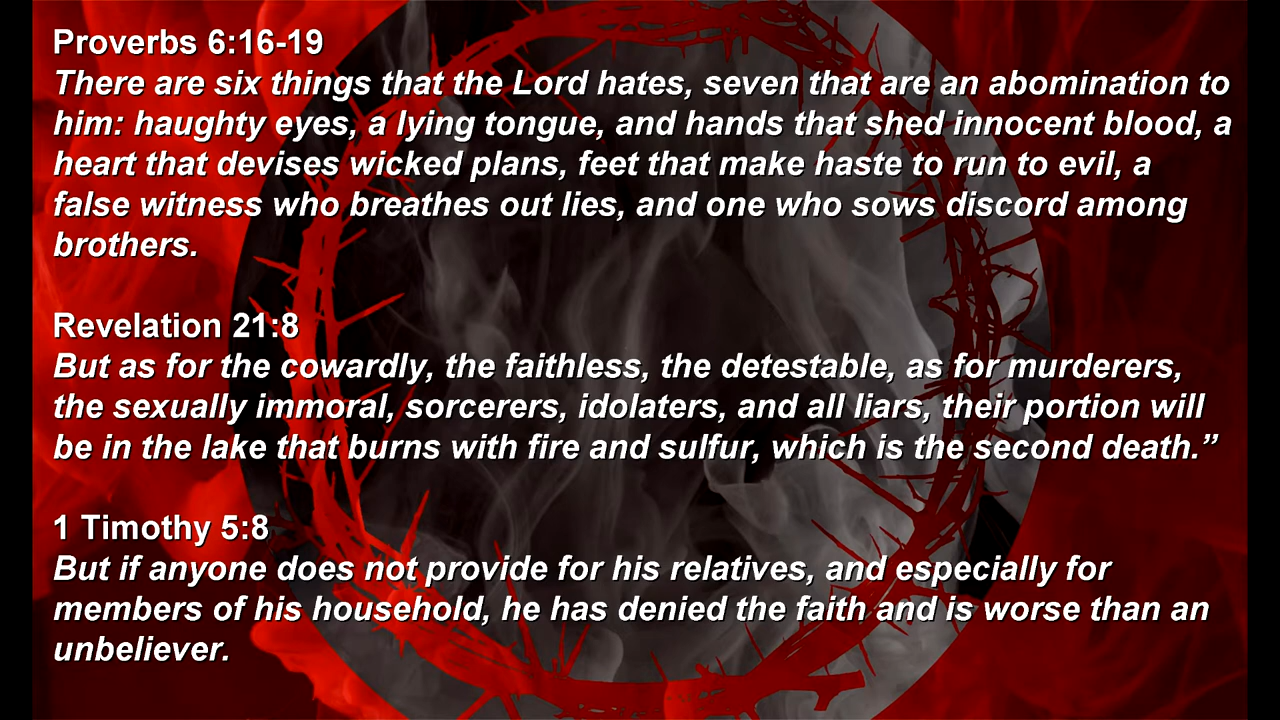 Proverbs 6:16-19
There are six things that the Lord hates, seven that are an abomination to
him: haughty eyes, a lying tongue, and hands that shed innocent blood, a
heart that devises wicked plans, feet that make haste to run to evil, a
false witness who breathes out lies, and one who sows discord among
brothers.
Revelation 21:8
But as for the cowardly, the faithless, the detestable, as for murderers,
the sexually immoral, sorcerers, idolaters, and all liars, their portion will
be in the lake that burns with fire and sulfur, which is the second death.”
1 Timothy 5:8
But if anyone does not provide for his relatives, and especially for
members of his household, he has denied the faith and is worse than an
unbeliever.